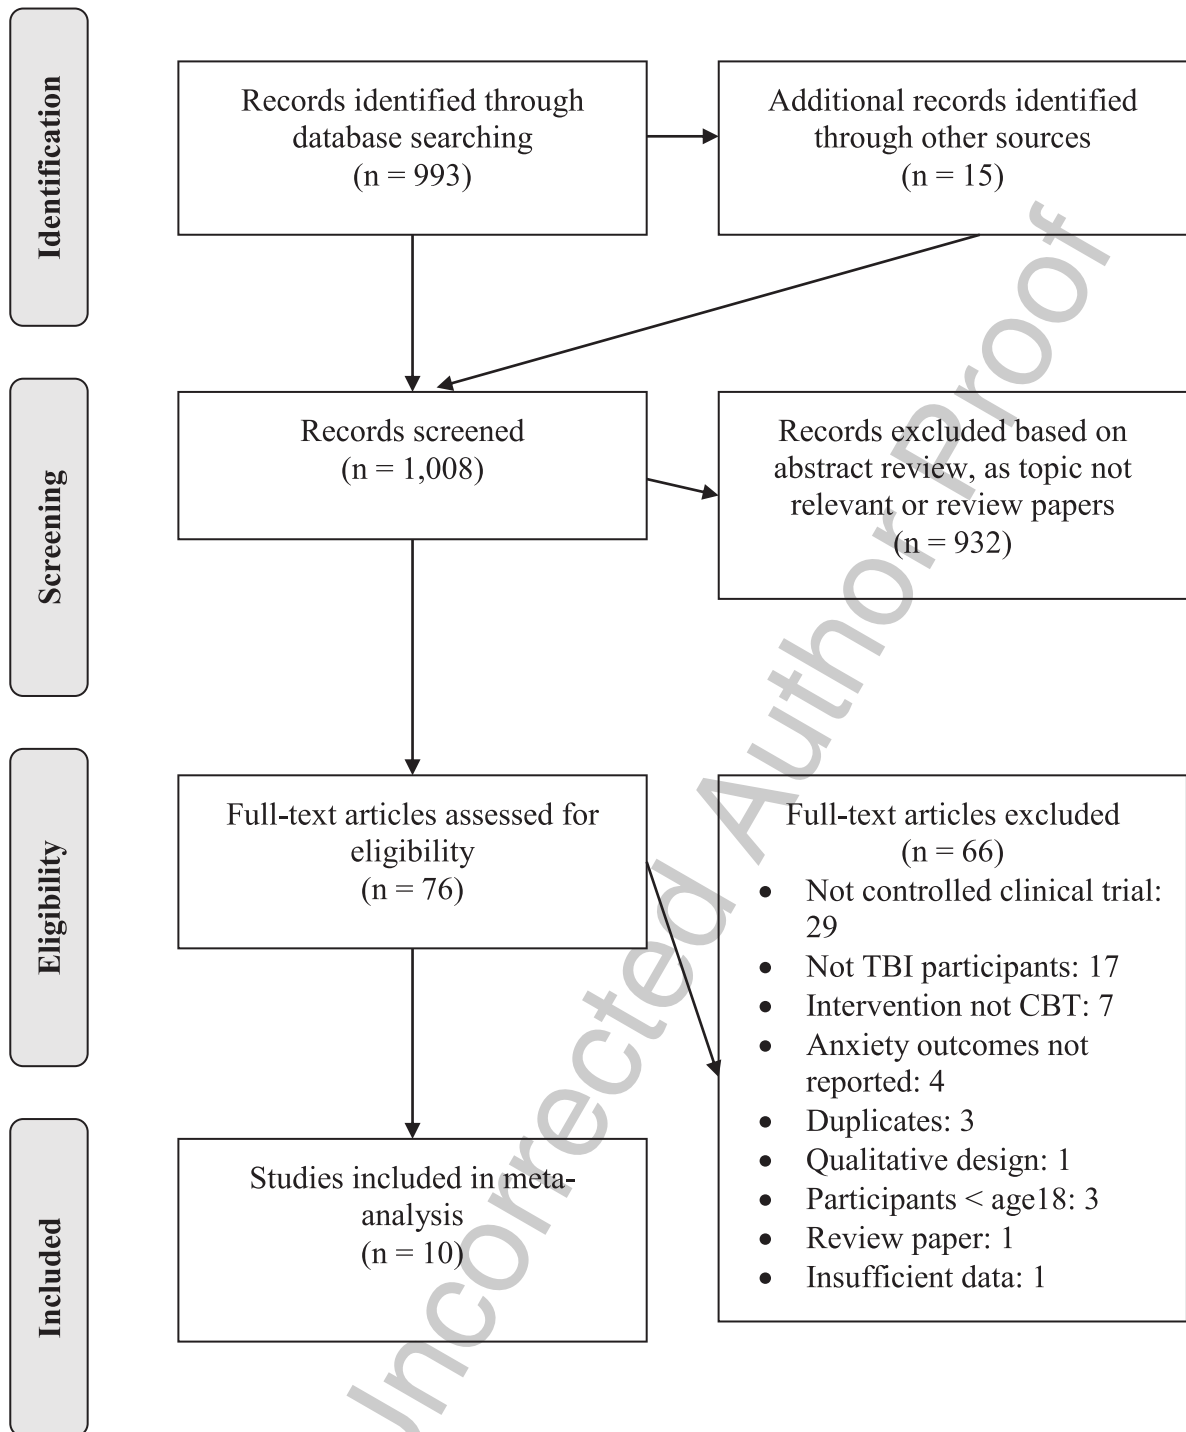 Identification
Records identified through
database searching
(n = 993)
Additional records identified
through other sources
(n = 15)
Screening
Records screened
(n = 1,008)
Records excluded based on
abstract review, as topic not
relevant or review papers
(n = 932)
Eligibility
Full-text articles assessed for
eligibility
(n = 76)
Full-text articles excluded
(n = 66)
• Not controlled clinical trial:
29
• Not TBI participants: 17
• Intervention not CBT: 7
• Anxiety outcomes not
reported: 4
• Duplicates: 3
• Qualitative design: 1
• Participants < age18: 3
• Review paper: 1
• Insufficient data: 1
Included
Studies included in meta-
analysis
(n = 10)
Uncorrected Author Proof